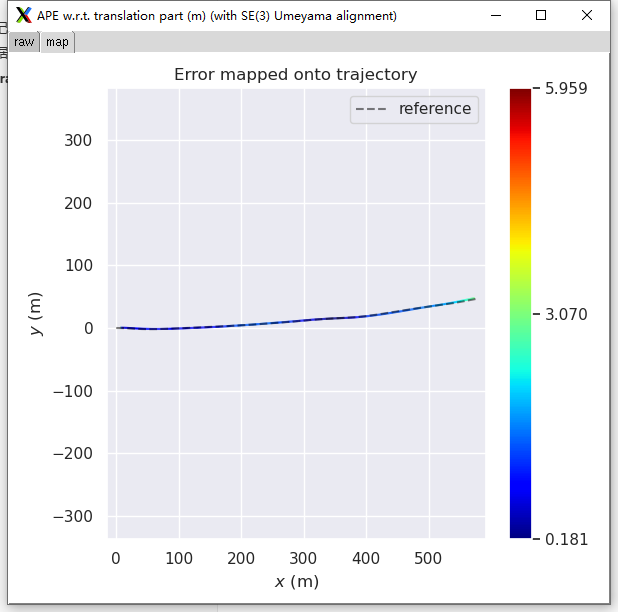 APE w.r.t. translation part (m) (with SE(3) Umeyama alignment)
raw map
Error mapped onto trajectory
reference
5.959
3.070
0.181
y (m)
300
200
100
0
−100
−200
−300
0 100 200 300 400 500
x (m)